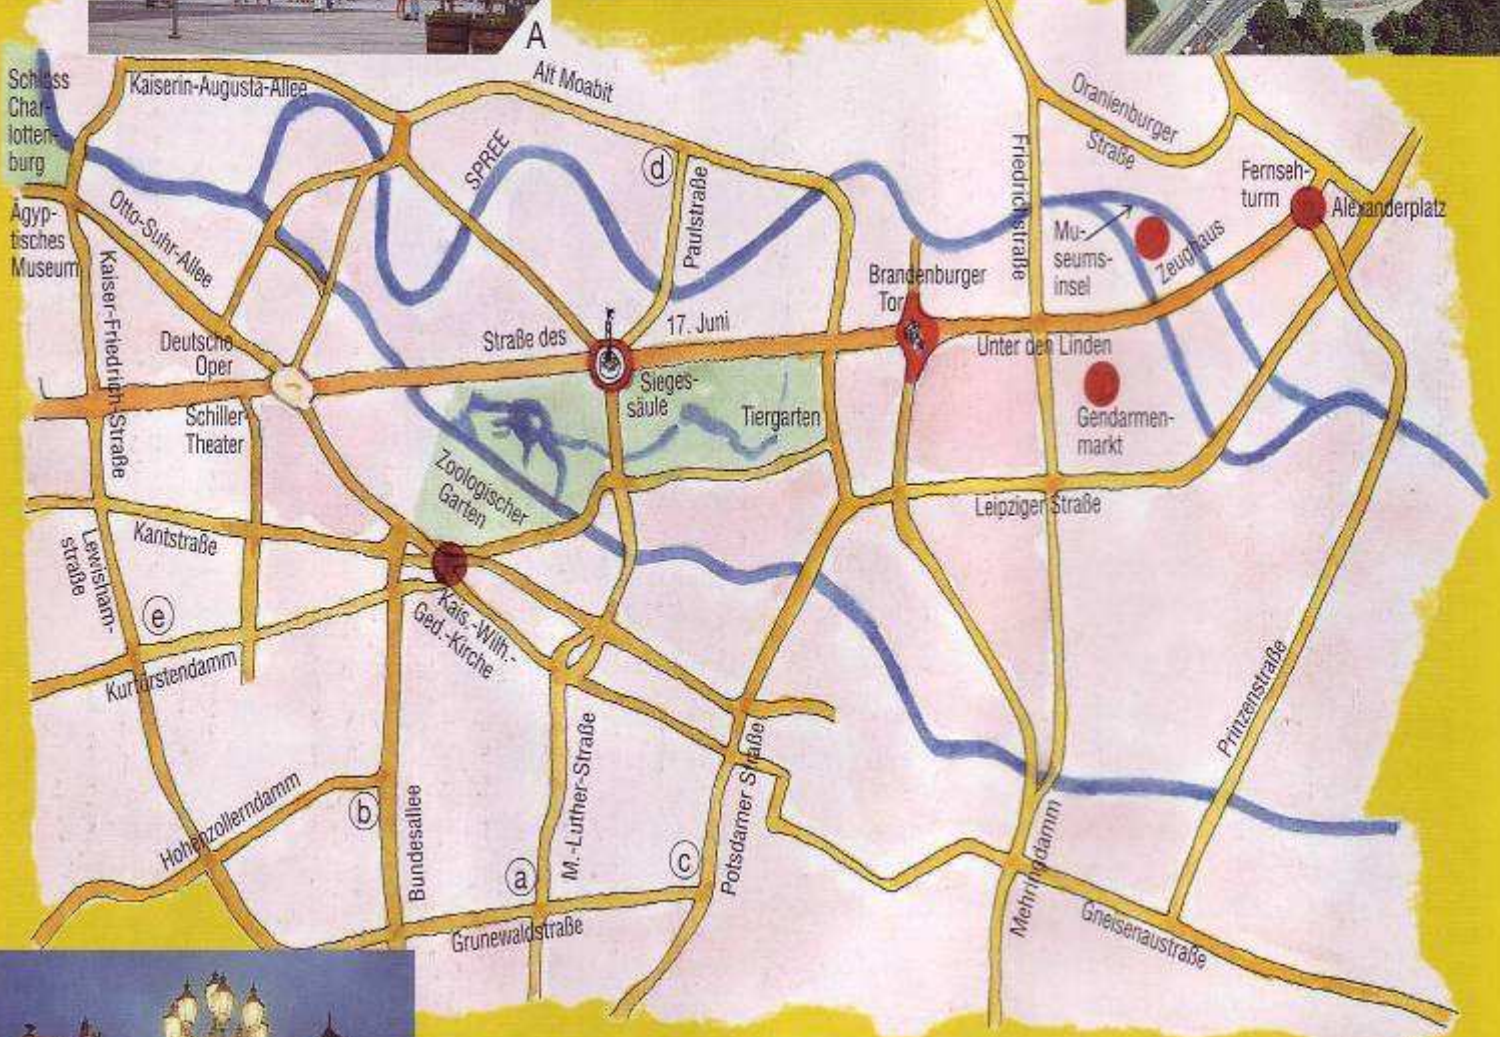 A
Schloss
Char-
lotten-
burg
Kaiserin-Augusta-Allee
Alt Moabit
Oranienburger
Straße
SPREE
d
Paulstraße
Friedrichstraße
Fernseh-
turm
Alexanderplatz
Ägyp-
tisches
Museum
Otto-Suhr-Allee
Kaiser-Friedrich-Straße
Mu-
seums-
insel
Zeughaus
Brandenburger
Tor
Deutsche
Oper
Straße des
17. Juni
Unter den Linden
Sieges-
säule
Tiergarten
Schiller-
Theater
Gendarmen-
markt
Zoologischer
Garten
Leipziger Straße
Kantstraße
Lewisham-
straße
e
Kais.-Wilh.-
Ged.-Kirche
Kurfürstendamm
Prinzenstraße
Hohenzollerndamm
b
Bundesallee
M.-Luther-Straße
a
c
Potsdamer Straße
Mehringdamm
Grunewaldstraße
Gneisenaustraße